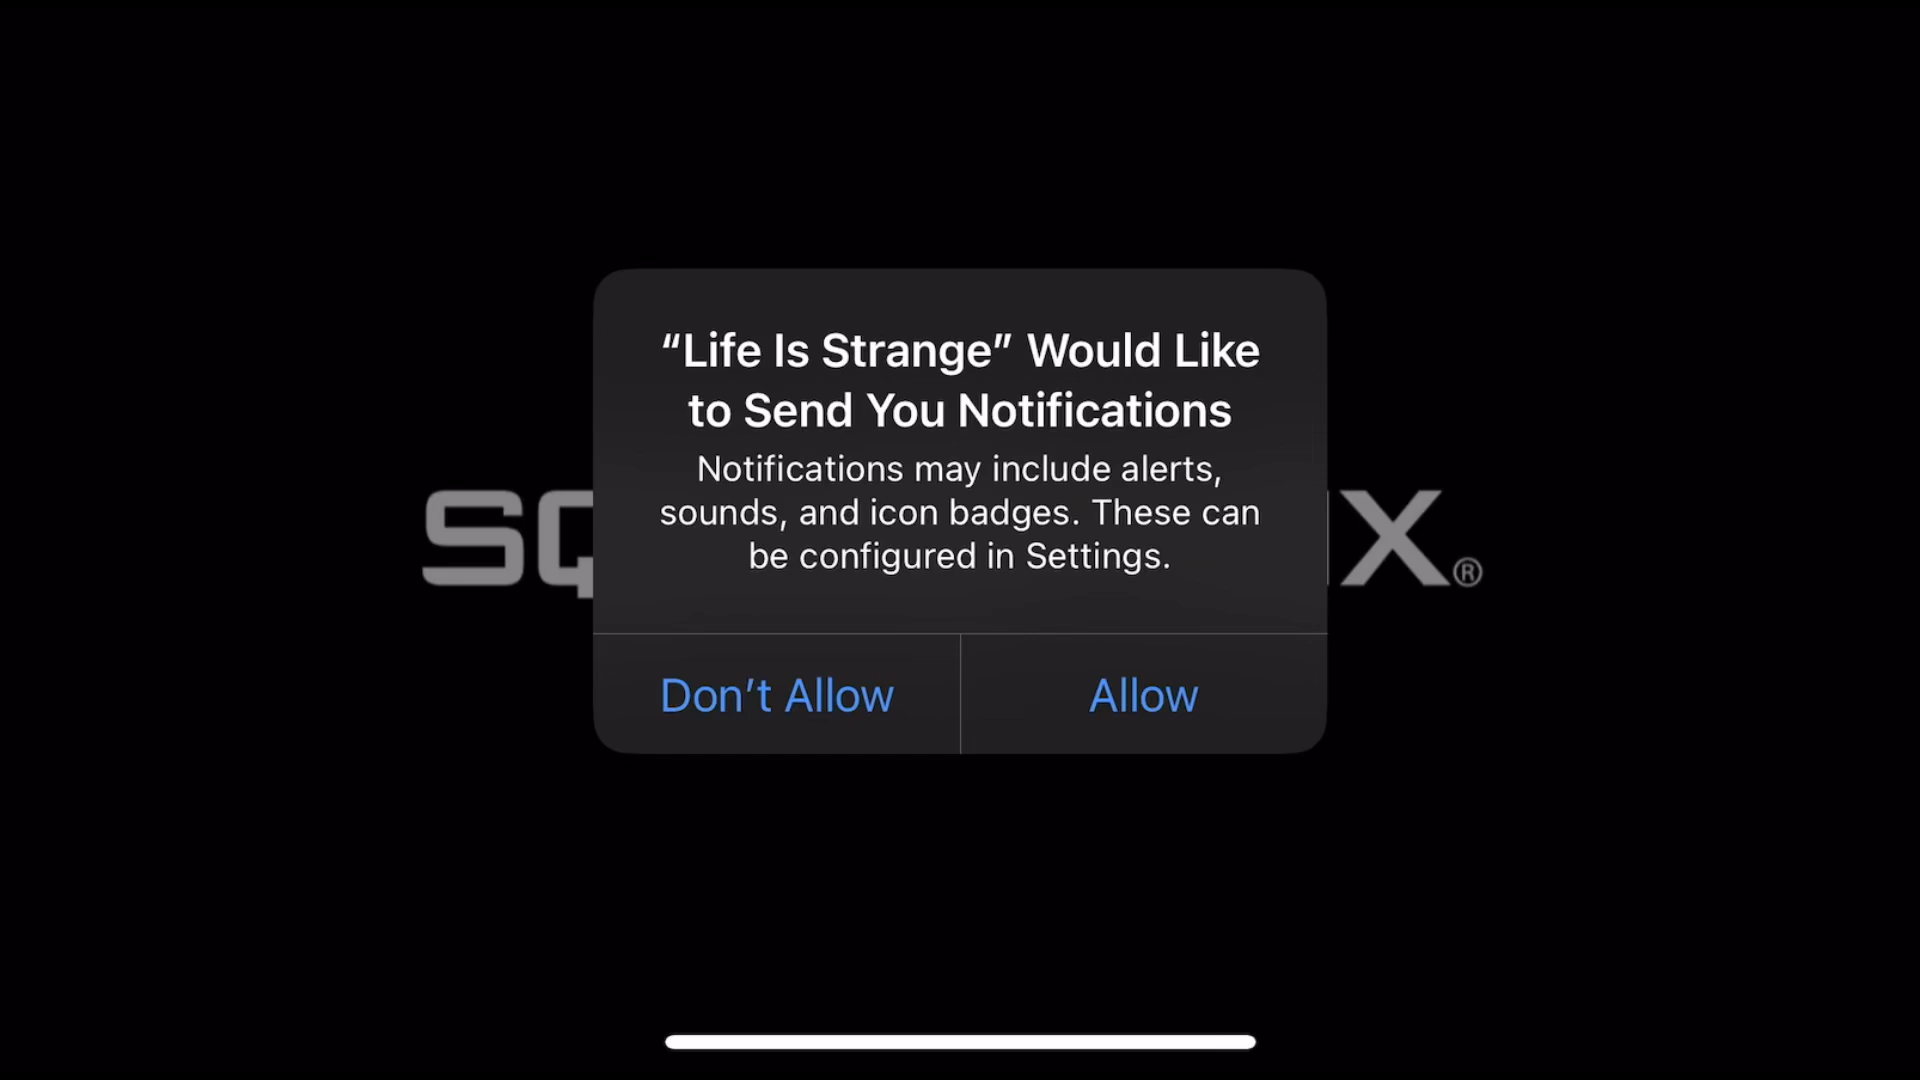 “Life Is Strange” Would Like
to Send You Notifications
Notifications may include alerts,
sounds, and icon badges. These can
be configured in Settings.
SQ
X®
Don’t Allow
Allow